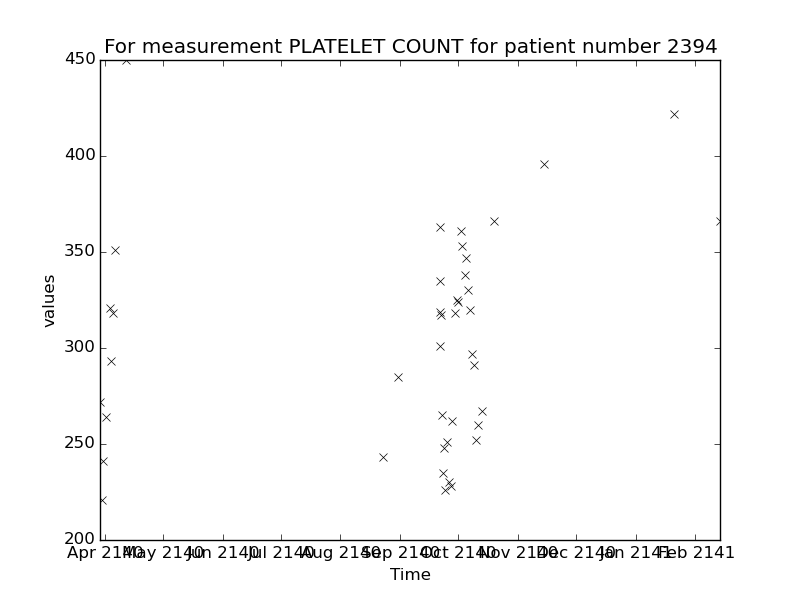 For measurement PLATELET COUNT for patient number 2394
450
400
350
300
250
200
values
Apr 2140 May 2140 Jun 2140 Jul 2140 Aug 2140 Sep 2140 Oct 2140 Nov 2140 Dec 2140 Jan 2141 Feb 2141
Time